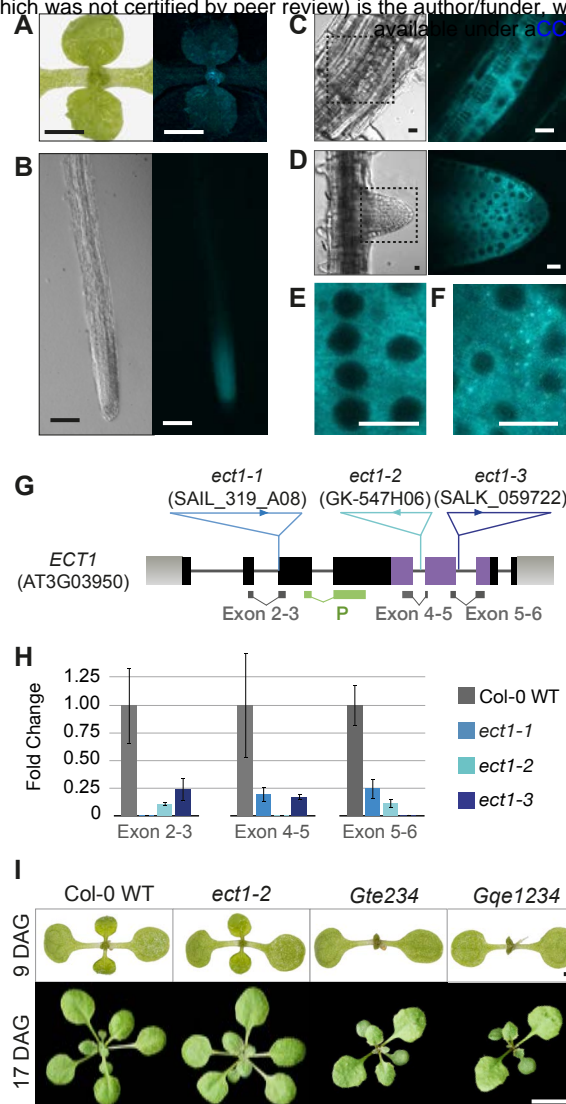 which was not certified by peer review) is the author/funder, w
available under aCC
A
C
B
D
E
F
G
ect1-1
(SAIL_319_A08)
ect1-2
(GK-547H06)
ect1-3
(SALK_059722)
ECT1
(AT3G03950)
Exon 2-3
P
Exon 4-5
Exon 5-6
H
Fold Change
1.25
1.00
0.75
0.50
0.25
0
Exon 2-3
Exon 4-5
Exon 5-6
Col-0 WT
ect1-1
ect1-2
ect1-3
I
Col-0 WT
ect1-2
Gte234
Gqe1234
9 DAG
17 DAG